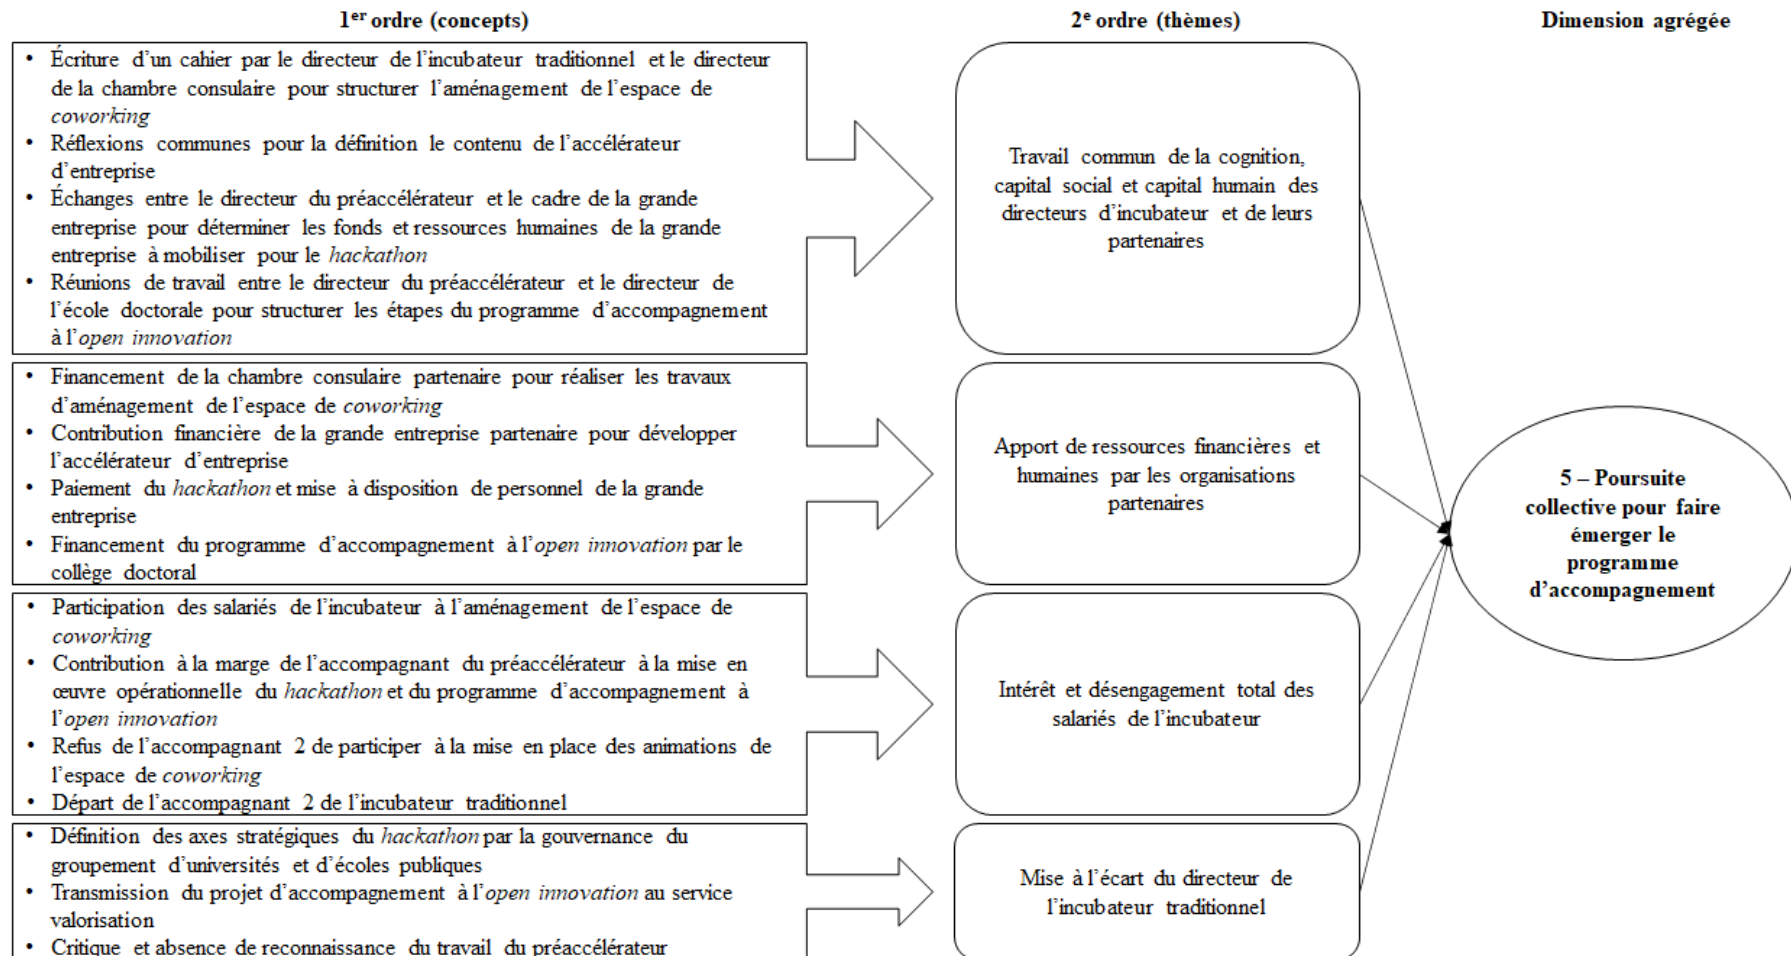 1er ordre (concepts)
2e ordre (thèmes)
Dimension agrégée
• Écriture d'un cahier par le directeur de l'incubateur traditionnel et le directeur
de la chambre consulaire pour structurer l'aménagement de l'espace de
coworking
• Réflexions communes pour la définition le contenu de l'accélérateur
d'entreprise
• Échanges entre le directeur du préaccélérateur et le cadre de la grande
entreprise pour déterminer les fonds et ressources humaines de la grande
entreprise à mobiliser pour le hackathon
• Réunions de travail entre le directeur du préaccélérateur et le directeur de
l'école doctorale pour structurer les étapes du programme d'accompagnement
à l'open innovation
Travail commun de la cognition,
capital social et capital humain des
directeurs d'incubateur et de leurs
partenaires
• Financement de la chambre consulaire partenaire pour réaliser les travaux
d'aménagement de l'espace de coworking
• Contribution financière de la grande entreprise partenaire pour développer
l'accélérateur d'entreprise
• Paiement du hackathon et mise à disposition de personnel de la grande
entreprise
• Financement du programme d'accompagnement à l'open innovation par le
collège doctoral
Apport de ressources financières et
humaines par les organisations
partenaires
• Participation des salariés de l'incubateur à l'aménagement de l'espace de
coworking
• Contribution à la marge de l'accompagnant du préaccélérateur à la mise en
œuvre opérationnelle du hackathon et du programme d'accompagnement à
l'open innovation
• Refus de l'accompagnant 2 de participer à la mise en place des animations de
l'espace de coworking
• Départ de l'accompagnant 2 de l'incubateur traditionnel
Intérêt et désengagement total des
salariés de l'incubateur
• Définition des axes stratégiques du hackathon par la gouvernance du
groupement d'universités et d'écoles publiques
• Transmission du projet d'accompagnement à l'open innovation au service
valorisation
• Critique et absence de reconnaissance du travail du préaccélérateur
Mise à l'écart du directeur de
l'incubateur traditionnel
5 – Poursuite
collective pour faire
émerger le
programme
d'accompagnement